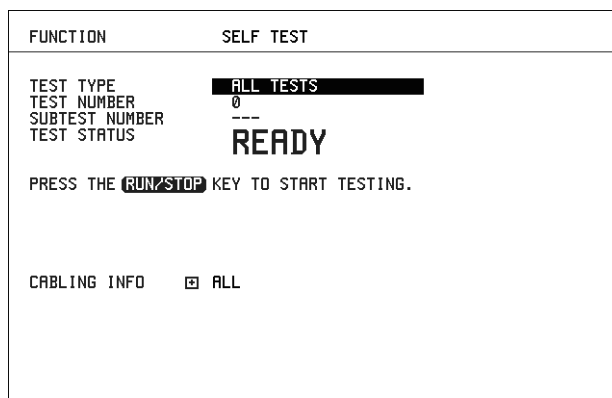 FUNCTION SELF TEST
TEST TYPE ALL TESTS
TEST NUMBER 0
SUBTEST NUMBER ---
TEST STATUS READY
PRESS THE RUN/STOP KEY TO START TESTING.
CABLING INFO + ALL